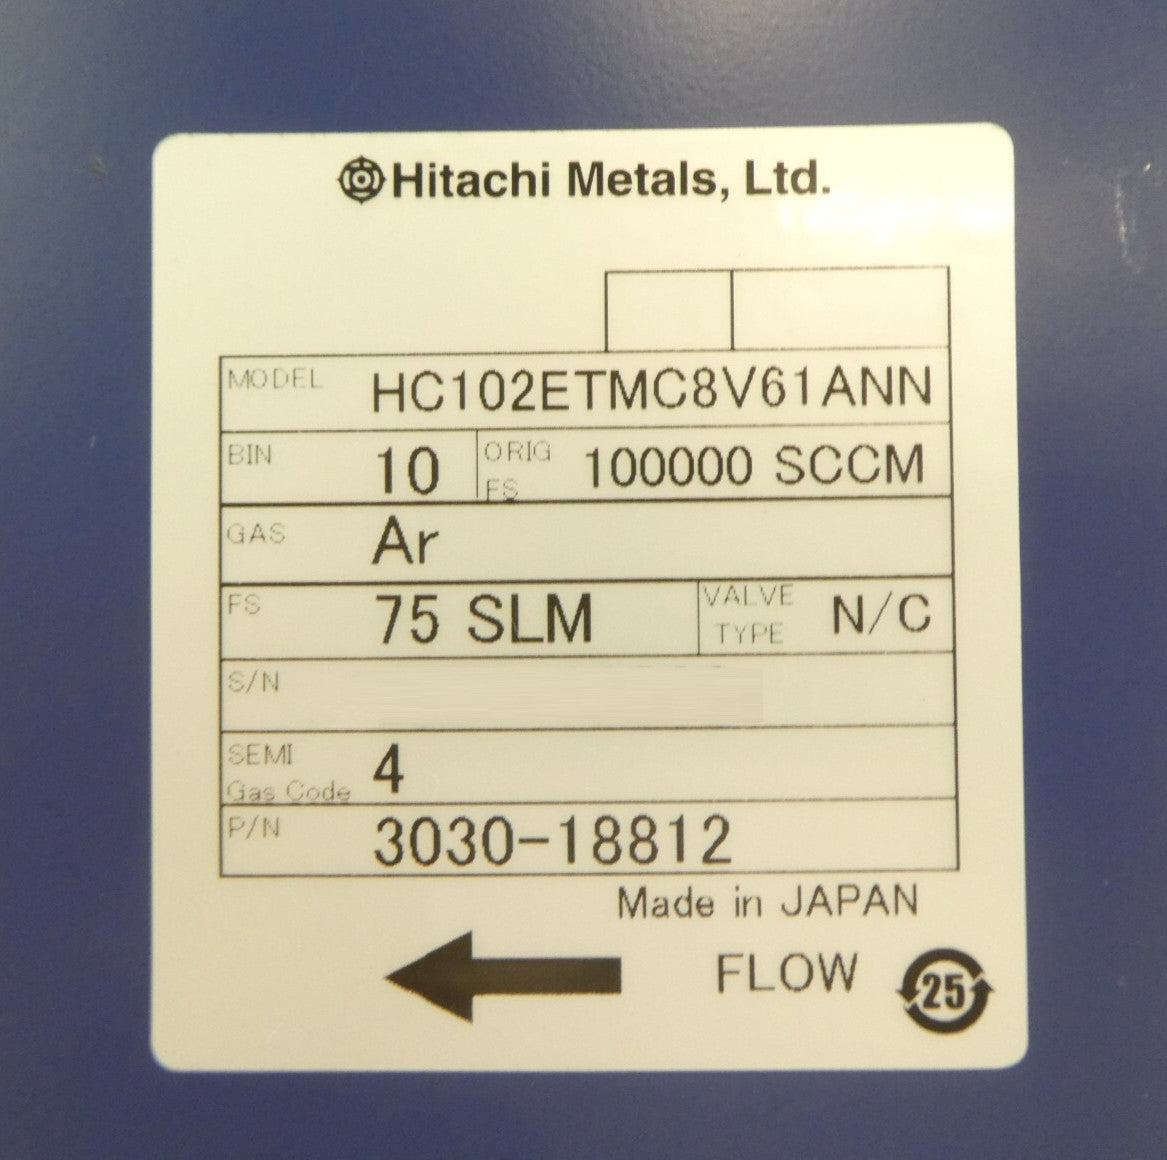 Hitachi Metals, Ltd.
MODEL HC102ETMC8V61ANN
BIN 10 ORIG FS 100000 SCCM
GAS Ar
FS 75 SLM VALVE TYPE N/C
S/N
SEMI Gas Code 4
P/N 3030-18812
Made in JAPAN
FLOW 25